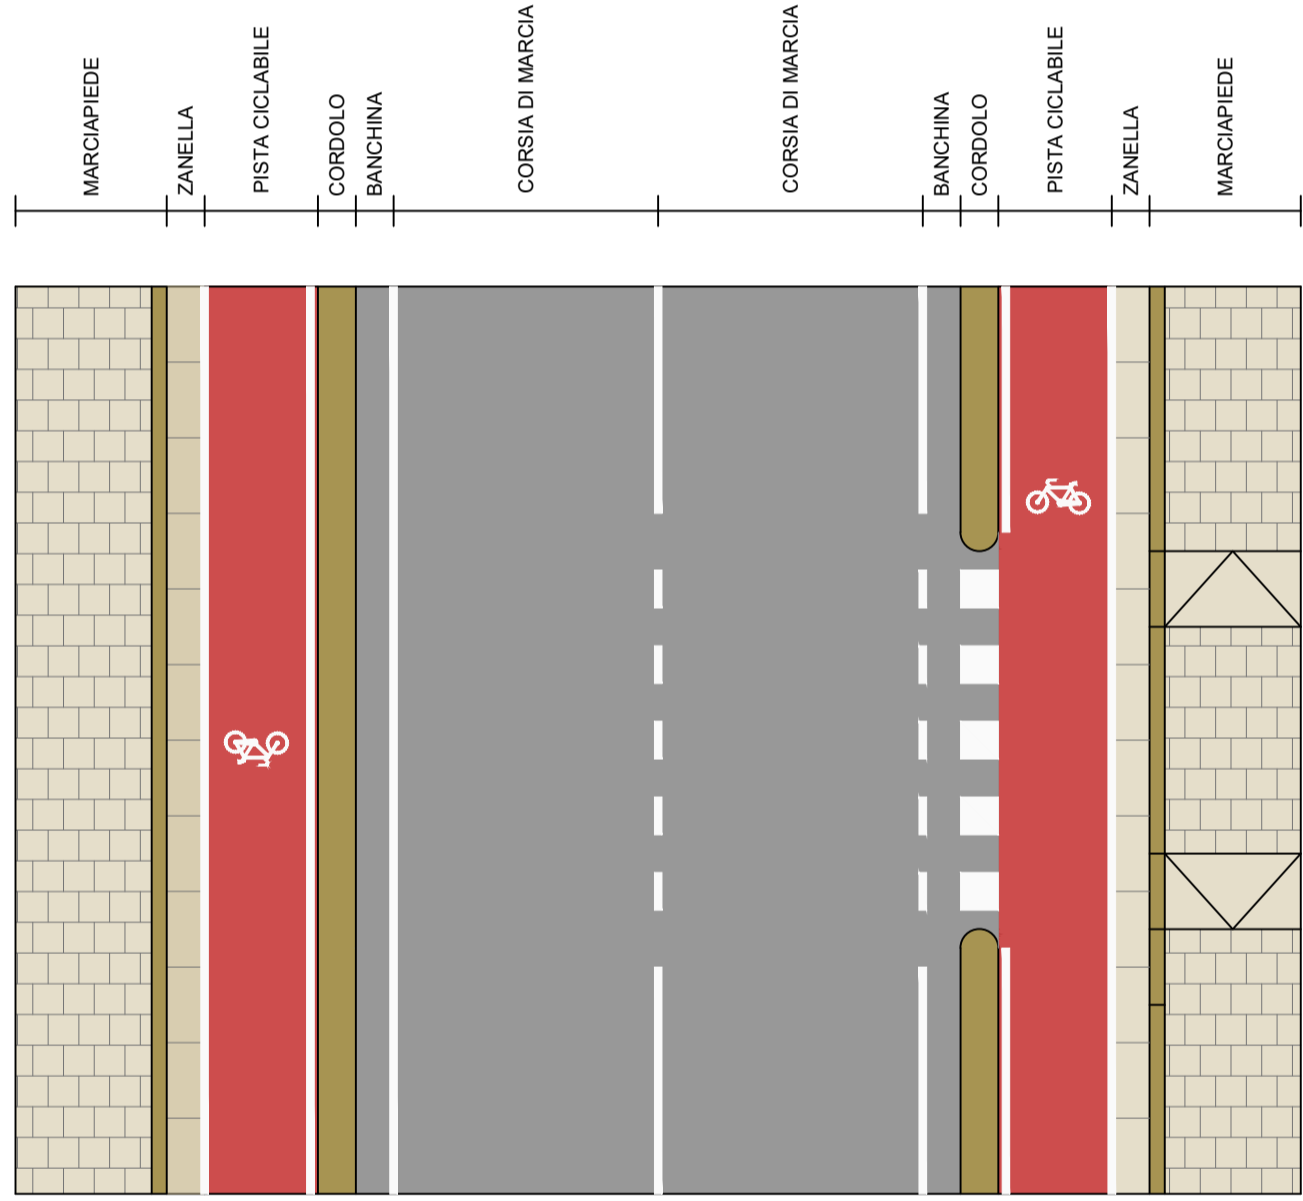 MARCIAPIEDE
ZANELLA
PISTA CICLABILE
CORDOLO
BANCHINA
CORSIA DI MARCIA
CORSIA DI MARCIA
BANCHINA
CORDOLO
PISTA CICLABILE
ZANELLA
MARCIAPIEDE